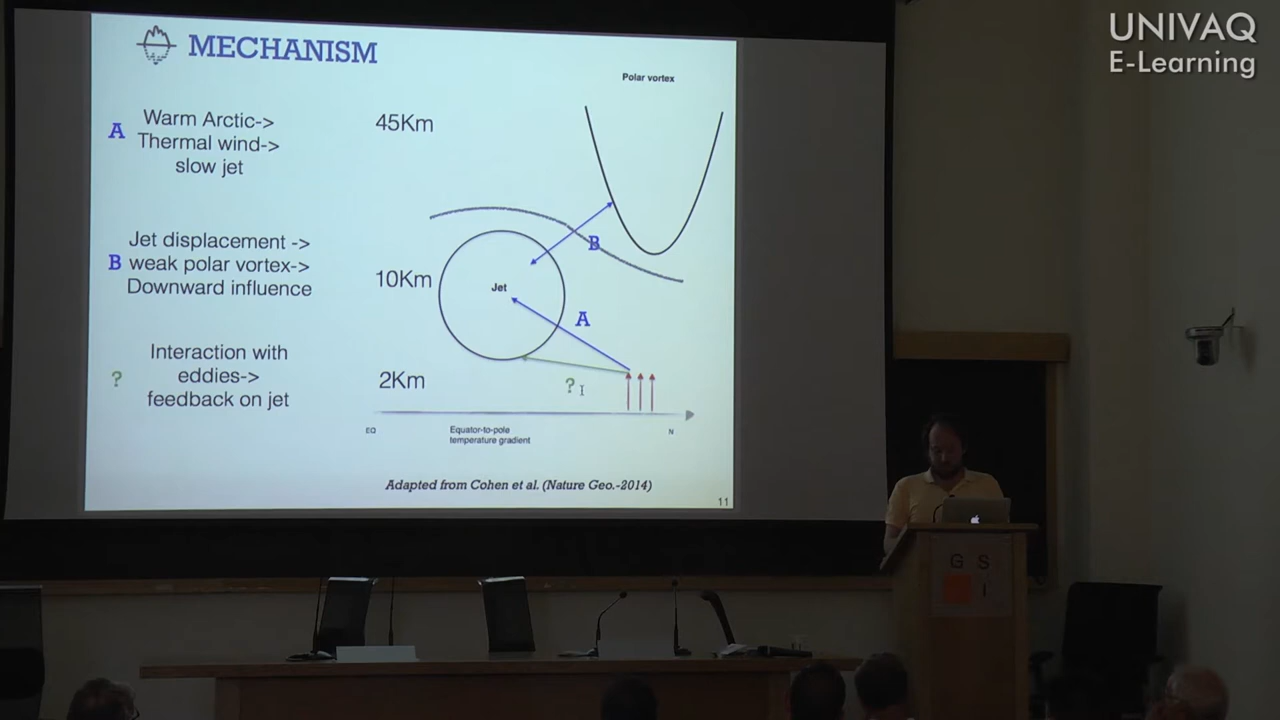 UNIVAQ
E-Learning
MECHANISM
Polar vortex
A
Warm Arctic->
Thermal wind->
slow jet
45Km
B
Jet displacement ->
weak polar vortex->
Downward influence
10Km
Jet
B
A
?
Interaction with
eddies->
feedback on jet
2Km
?
EQ
Equator-to-pole
temperature gradient
N
Adapted from Cohen et al. (Nature Geo.-2014)
11
G S
I